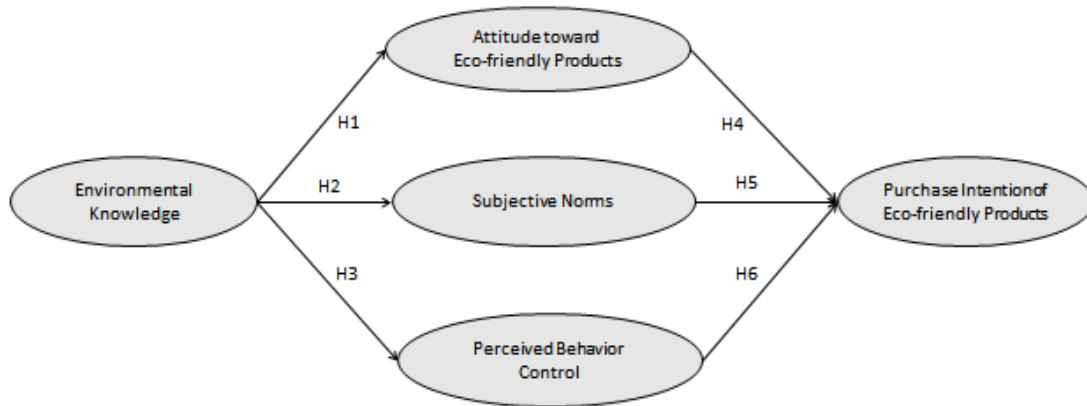 Attitude toward
Eco-friendly Products
H1
H4
Environmental
Knowledge
H2
Subjective Norms
H5
Purchase Intentionof
Eco-friendly Products
H3
H6
Perceived Behavior
Control